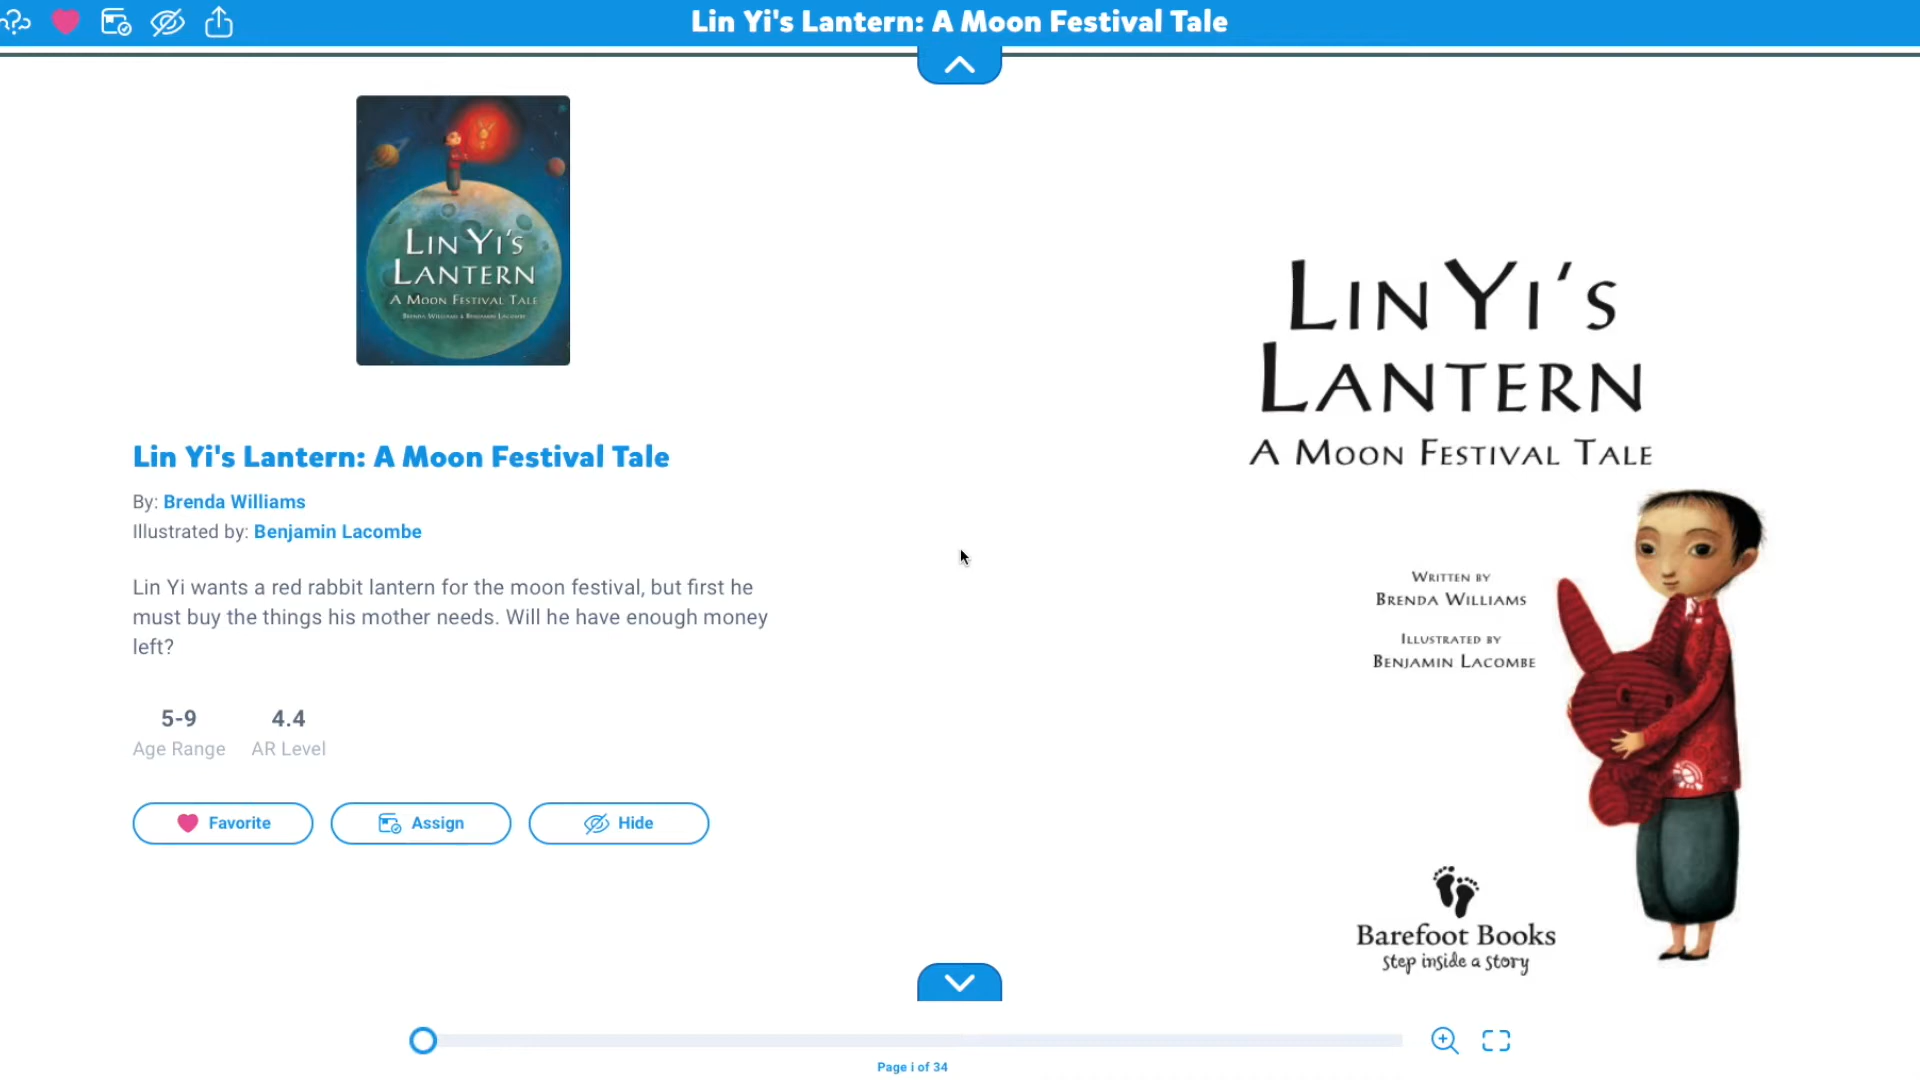 Lin Yi's Lantern: A Moon Festival Tale
LIN YI'S
LANTERN
A MOON FESTIVAL TALE
BRENDA WILLIAMS & BENJAMIN LACOMBE
Lin Yi's Lantern: A Moon Festival Tale
By: Brenda Williams
Illustrated by: Benjamin Lacombe
Lin Yi wants a red rabbit lantern for the moon festival, but first he
must buy the things his mother needs. Will he have enough money
left?
5-9 4.4
Age Range AR Level
Favorite Assign Hide
LIN YI'S
LANTERN
A MOON FESTIVAL TALE
WRITTEN BY
BRENDA WILLIAMS
ILLUSTRATED BY
BENJAMIN LACOMBE
Barefoot Books
step inside a story
Page i of 34